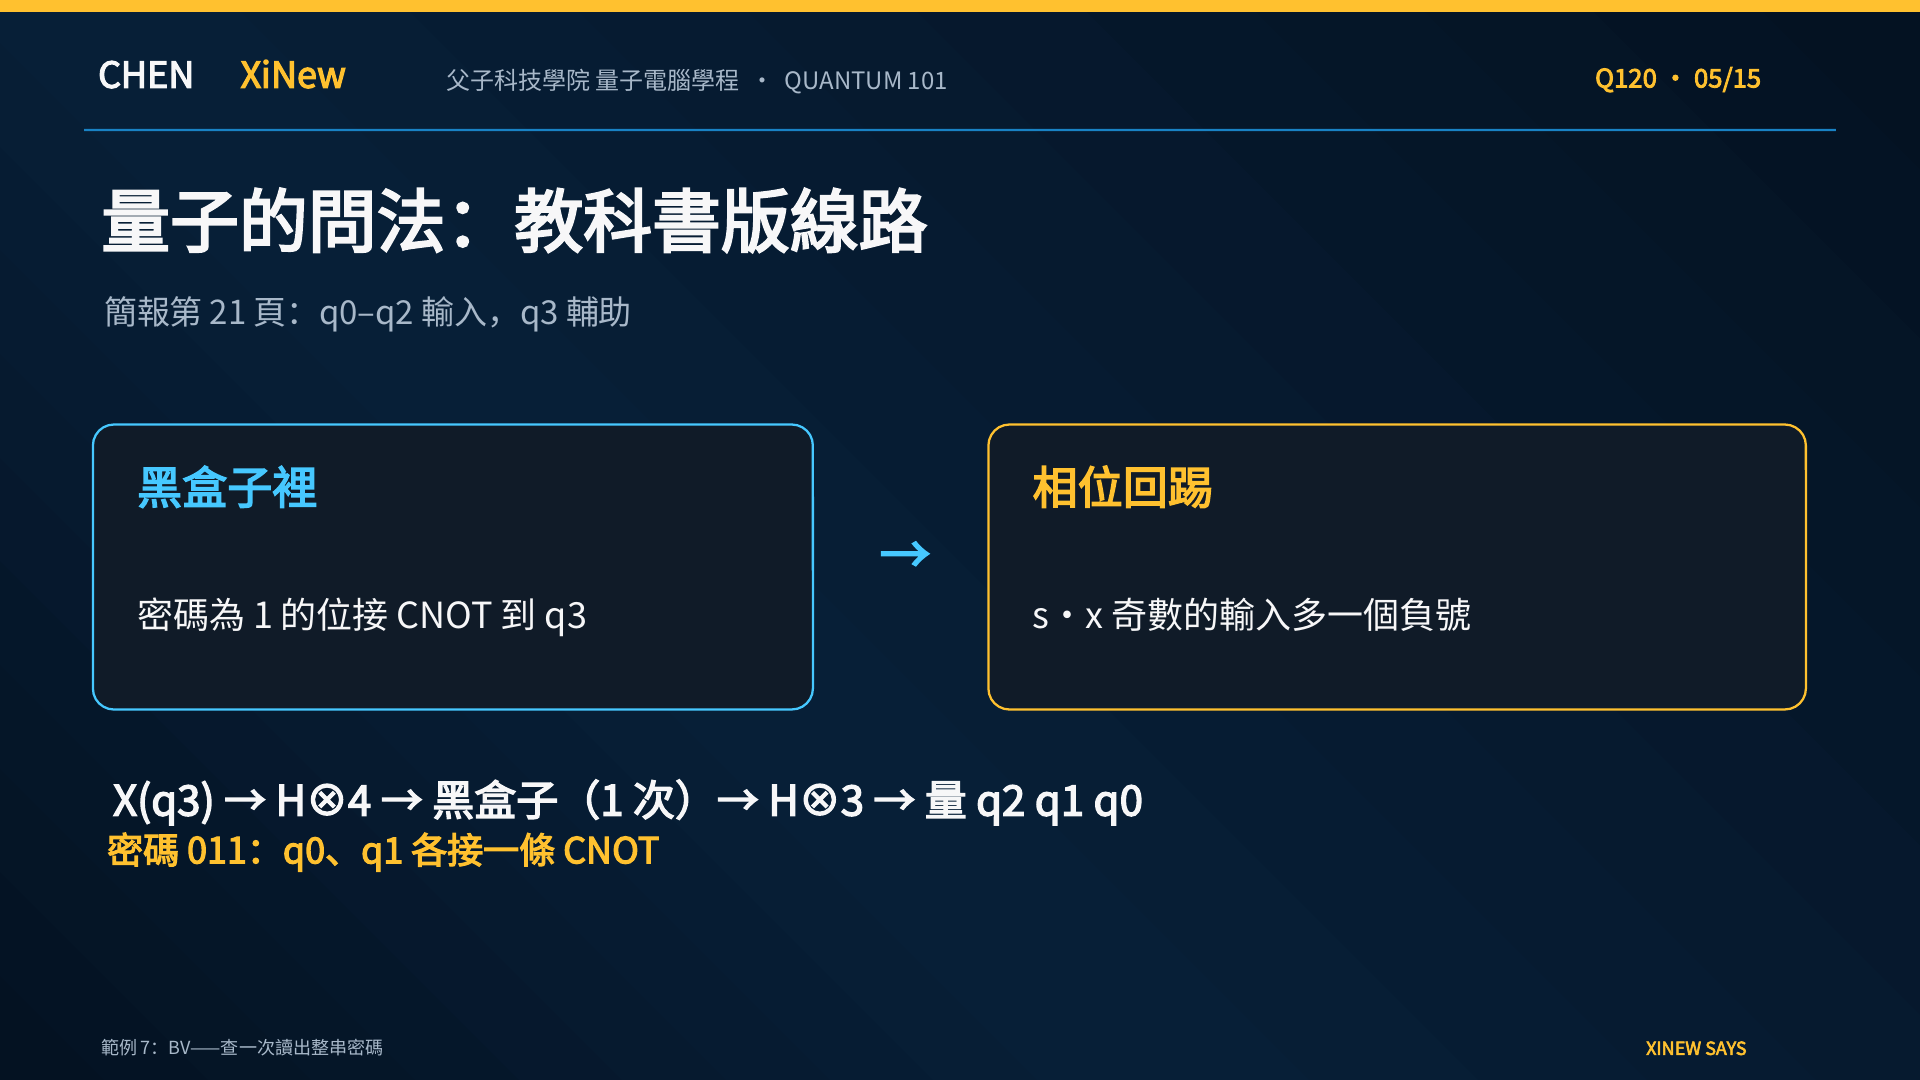 CHEN XiNew 父子科技學院 量子電腦學程 · QUANTUM 101 Q120 · 05/15
量子的問法：教科書版線路
簡報第 21 頁：q0–q2 輸入，q3 輔助
黑盒子裡
密碼為 1 的位接 CNOT 到 q3
→
相位回踢
s·x 奇數的輸入多一個負號
X(q3) → H⊗4 → 黑盒子（1 次）→ H⊗3 → 量 q2 q1 q0
密碼 011：q0、q1 各接一條 CNOT
範例 7：BV——查一次讀出整串密碼
XINEW SAYS